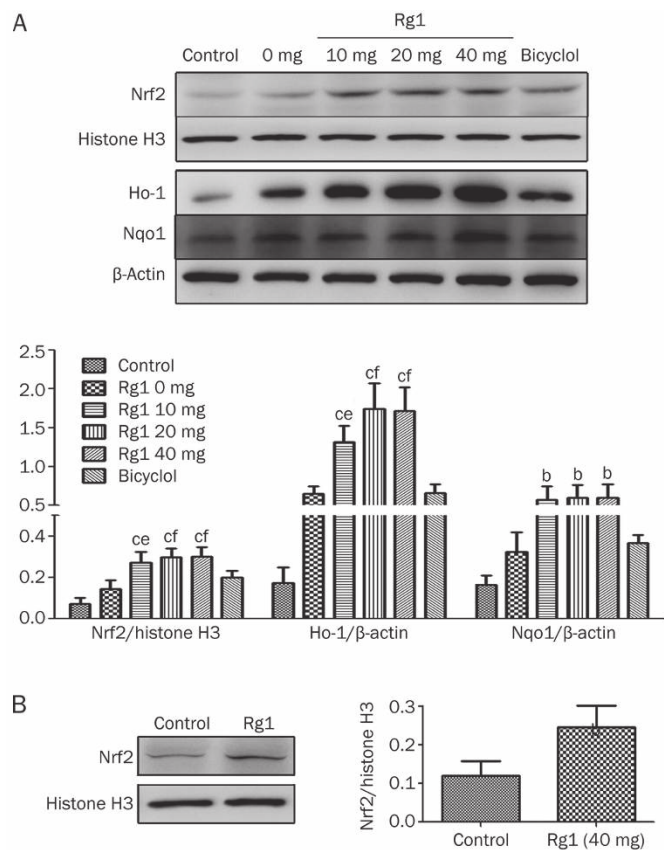 A
Rg1
Control 0 mg 10 mg 20 mg 40 mg Bicyclol
Nrf2
Histone H3
Ho-1
Nqo1
β-Actin
2.5
2.0
1.5
1.0
0.5
0.4
0.2
0.0
Control
Rg1 0 mg
Rg1 10 mg
Rg1 20 mg
Rg1 40 mg
Bicyclol
ce cf cf
ce cf cf
b b b
Nrf2/histone H3 Ho-1/β-actin Nqo1/β-actin
B
Control Rg1
Nrf2
Histone H3
Nrf2/histone H3
0.3
0.2
0.1
0.0
Control Rg1 (40 mg)